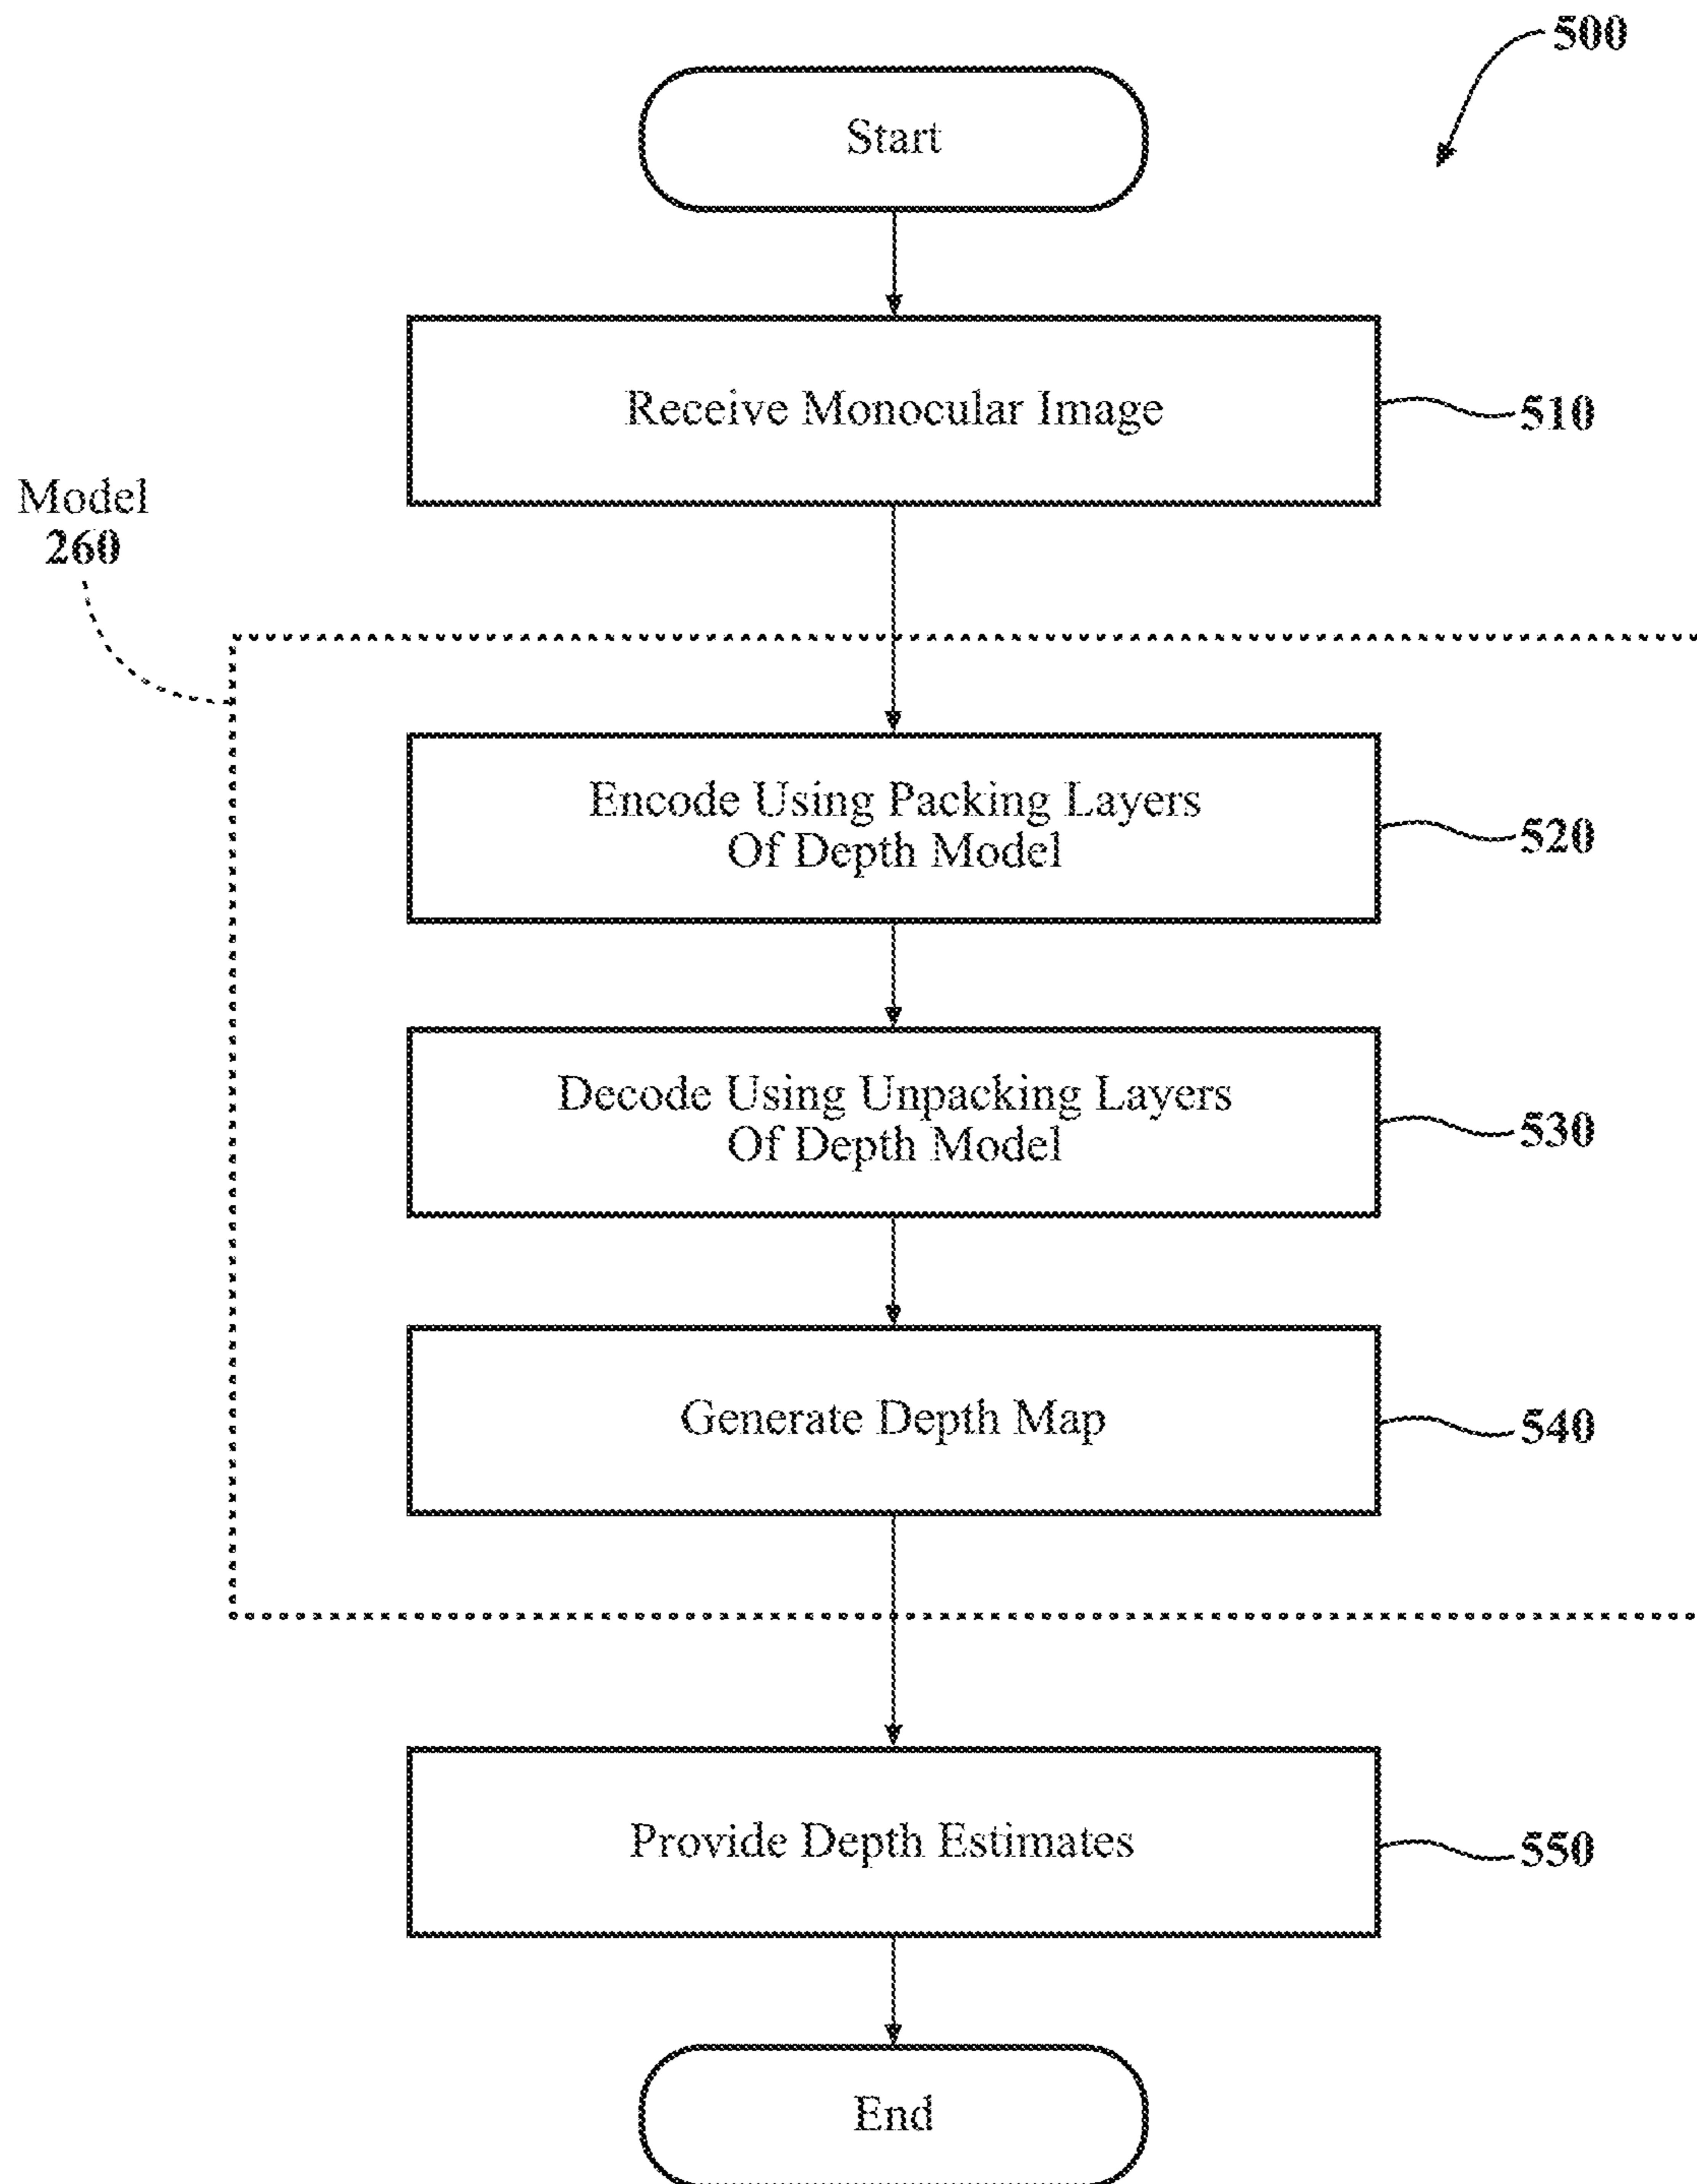 500
Start
Receive Monocular Image
510
Model
260
Encode Using Packing Layers
Of Depth Model
520
Decode Using Unpacking Layers
Of Depth Model
530
Generate Depth Map
540
Provide Depth Estimates
550
End